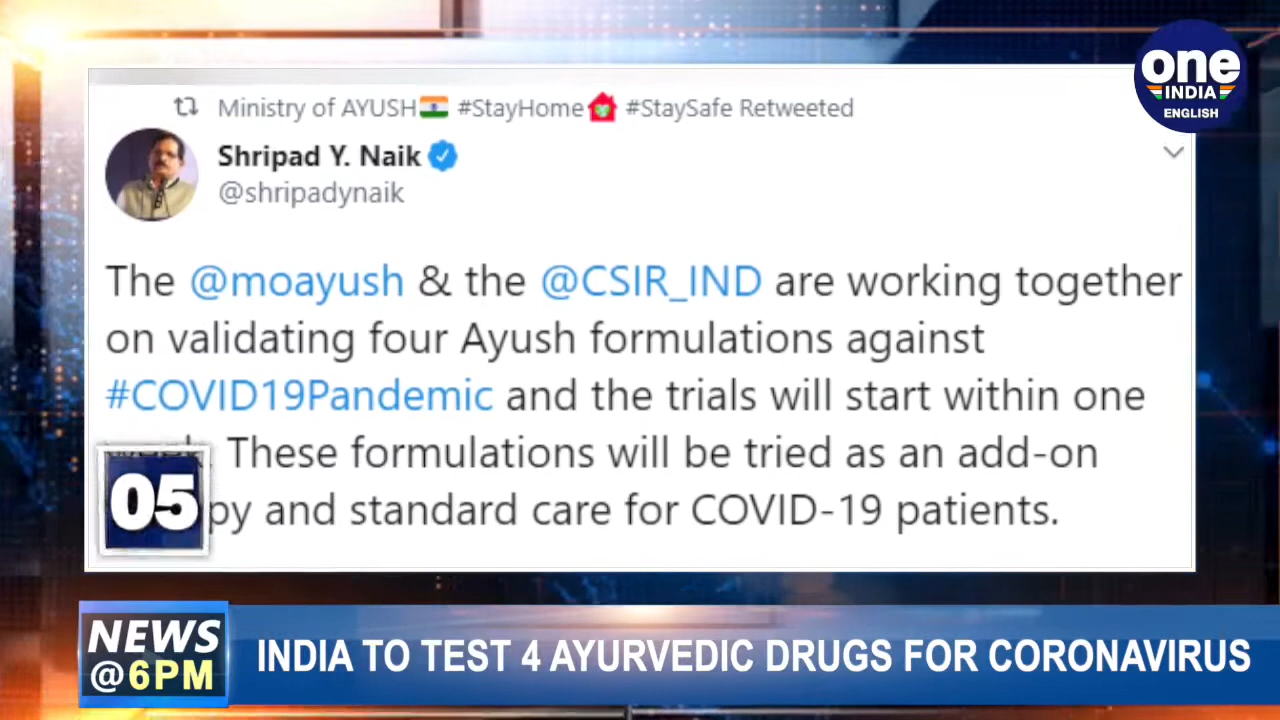 one
INDIA
ENGLISH
Ministry of AYUSH #StayHome #StaySafe Retweeted
Shripad Y. Naik
@shripadynaik
The @moayush & the @CSIR_IND are working together
on validating four Ayush formulations against
#COVID19Pandemic and the trials will start within one
These formulations will be tried as an add-on
py and standard care for COVID-19 patients.
05
NEWS
@6PM
INDIA TO TEST 4 AYURVEDIC DRUGS FOR CORONAVIRUS